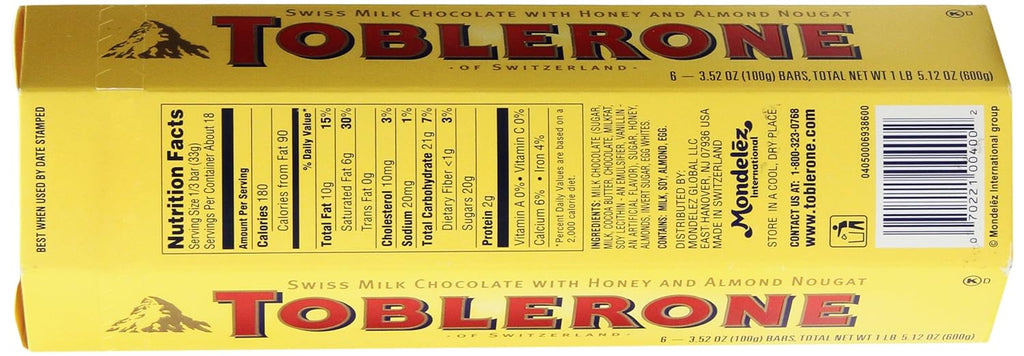 SWISS MILK CHOCOLATE WITH HONEY AND ALMOND NOUGAT
TOBLERONE
· OF SWITZERLAND ·
6 — 3.52 OZ (100g) BARS, TOTAL NET WT 1 LB 5.12 OZ (600g)
K D
BEST WHEN USED BY DATE STAMPED
Nutrition Facts
Serving Size 1/3 bar (33g)
Servings Per Container About 18
Amount Per Serving
Calories 180
Calories from Fat 90
% Daily Value*
Total Fat 10g 15%
Saturated Fat 6g 30%
Trans Fat 0g
Cholesterol 10mg 3%
Sodium 20mg 1%
Total Carbohydrate 21g 7%
Dietary Fiber <1g 3%
Sugars 20g
Protein 2g
Vitamin A 0% • Vitamin C 0%
Calcium 6% • Iron 4%
*Percent Daily Values are based on a
2,000 calorie diet.
INGREDIENTS: MILK CHOCOLATE (SUGAR,
MILK, COCOA BUTTER, CHOCOLATE, MILKFAT,
SOY LECITHIN - AN EMULSIFIER, VANILLIN -
AN ARTIFICIAL FLAVOR), SUGAR, HONEY,
ALMONDS, INVERT SUGAR, EGG WHITES.
CONTAINS: MILK, SOY, ALMOND, EGG.
DISTRIBUTED BY:
MONDELĒZ GLOBAL LLC
EAST HANOVER, NJ 07936 USA
MADE IN SWITZERLAND
Mondelēz
International
STORE IN A COOL, DRY PLACE
CONTACT US AT: 1-800-323-0768
www.toblerone.com
04050006938600
0 70221 00400 2
© Mondelēz International group
SWISS MILK CHOCOLATE WITH HONEY AND ALMOND NOUGAT
TOBLERONE
· OF SWITZERLAND ·
6 — 3.52 OZ (100g) BARS, TOTAL NET WT 1 LB 5.12 OZ (600g)
K D